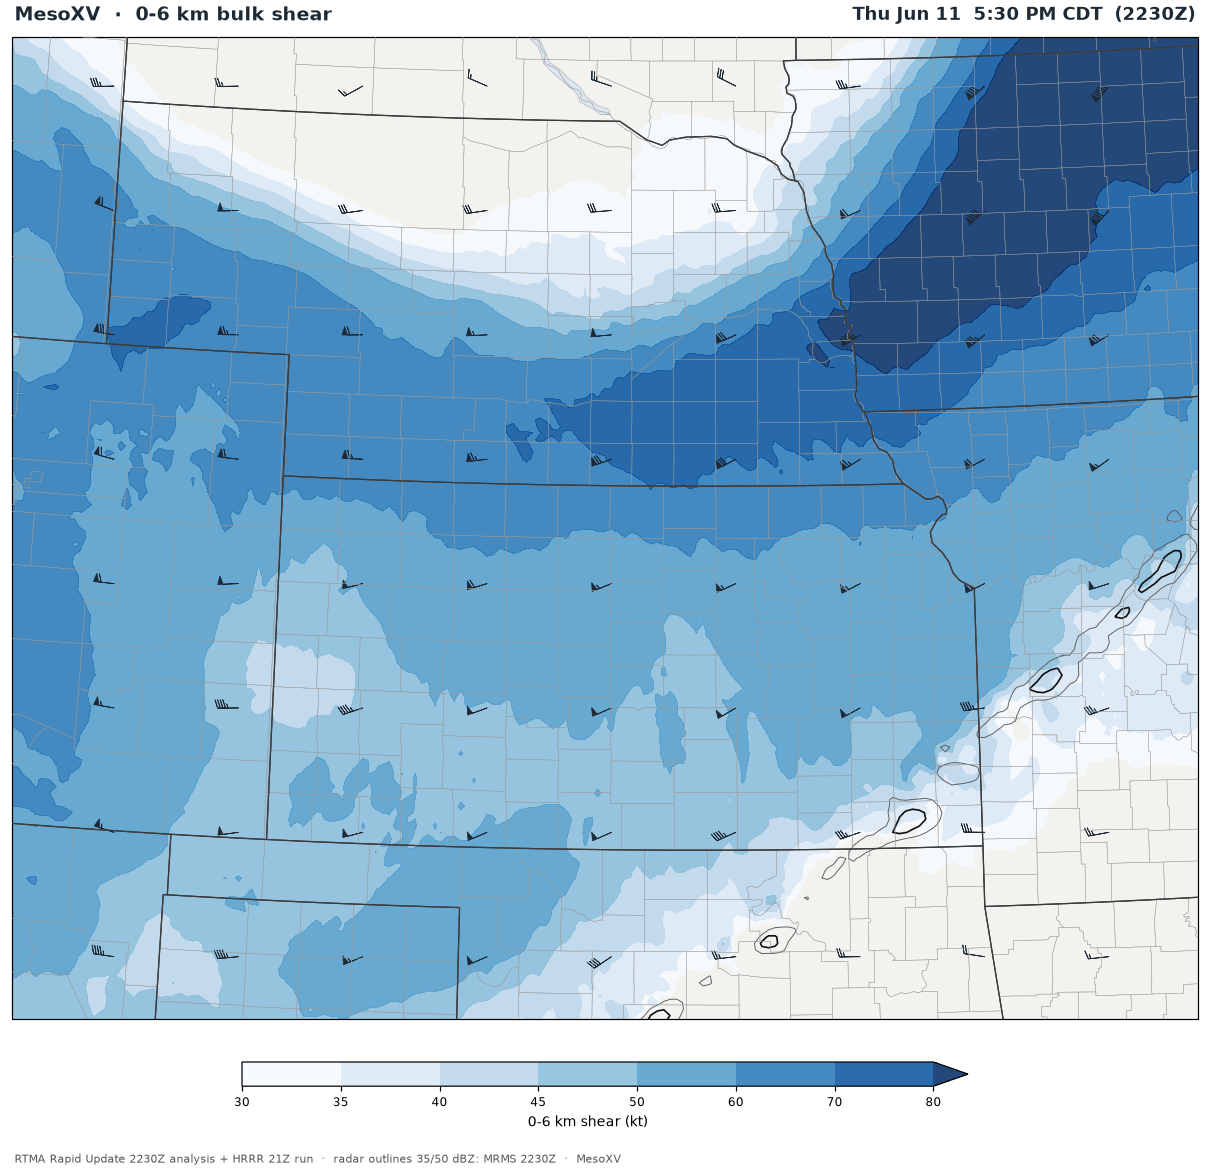 MesoXV · 0-6 km bulk shear
Thu Jun 11 5:30 PM CDT (2230Z)
30 35 40 45 50 60 70 80
0-6 km shear (kt)
RTMA Rapid Update 2230Z analysis + HRRR 21Z run · radar outlines 35/50 dBZ: MRMS 2230Z · MesoXV